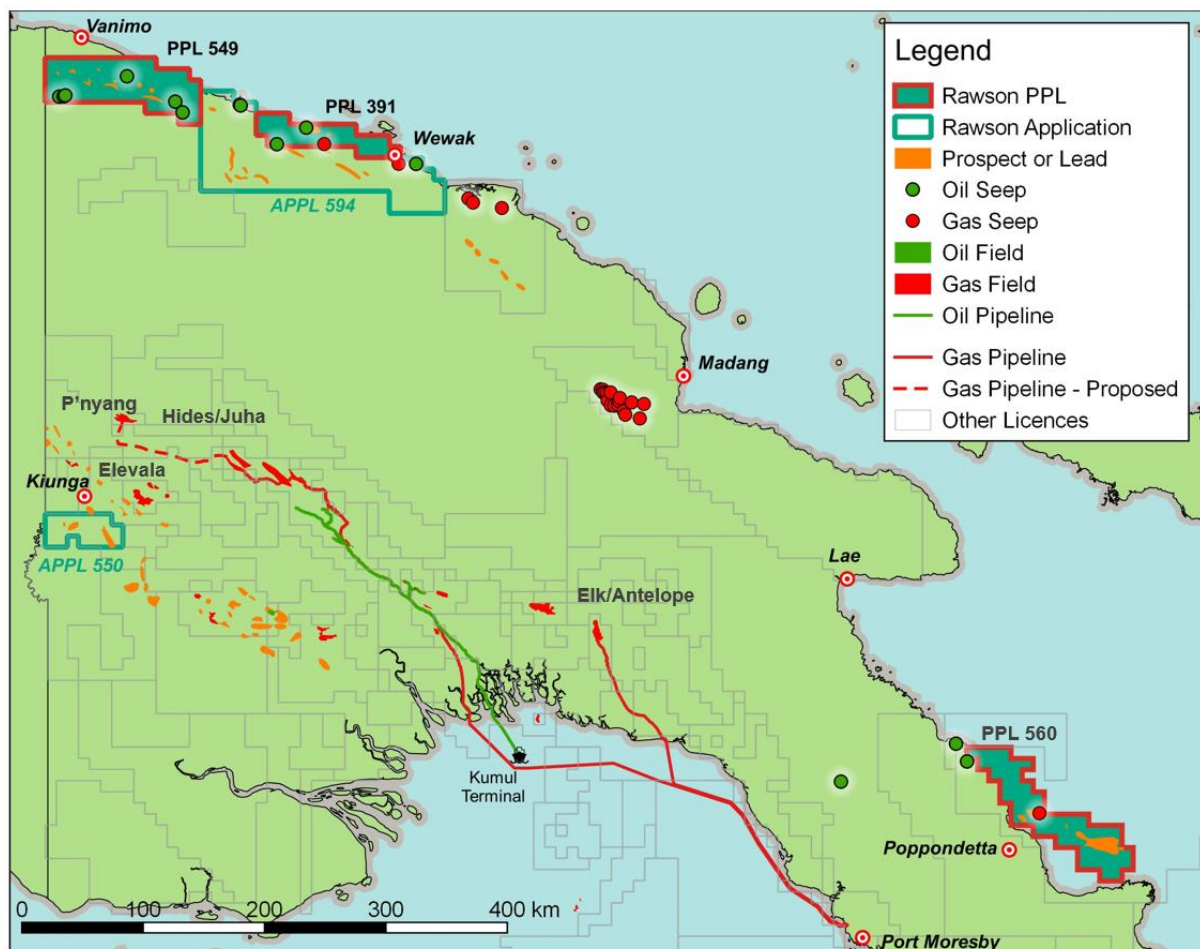 Vanimo
PPL 549
PPL 391
Wewak
APPL 594
Legend
Rawson PPL
Rawson Application
Prospect or Lead
Oil Seep
Gas Seep
Oil Field
Gas Field
Oil Pipeline
Gas Pipeline
Gas Pipeline - Proposed
Other Licences
Madang
P'nyang
Hides/Juha
Elevala
Kiunga
APPL 550
Lae
Elk/Antelope
PPL 560
Kumul
Terminal
Poppondetta
0 100 200 300 400 km
Port Moresby